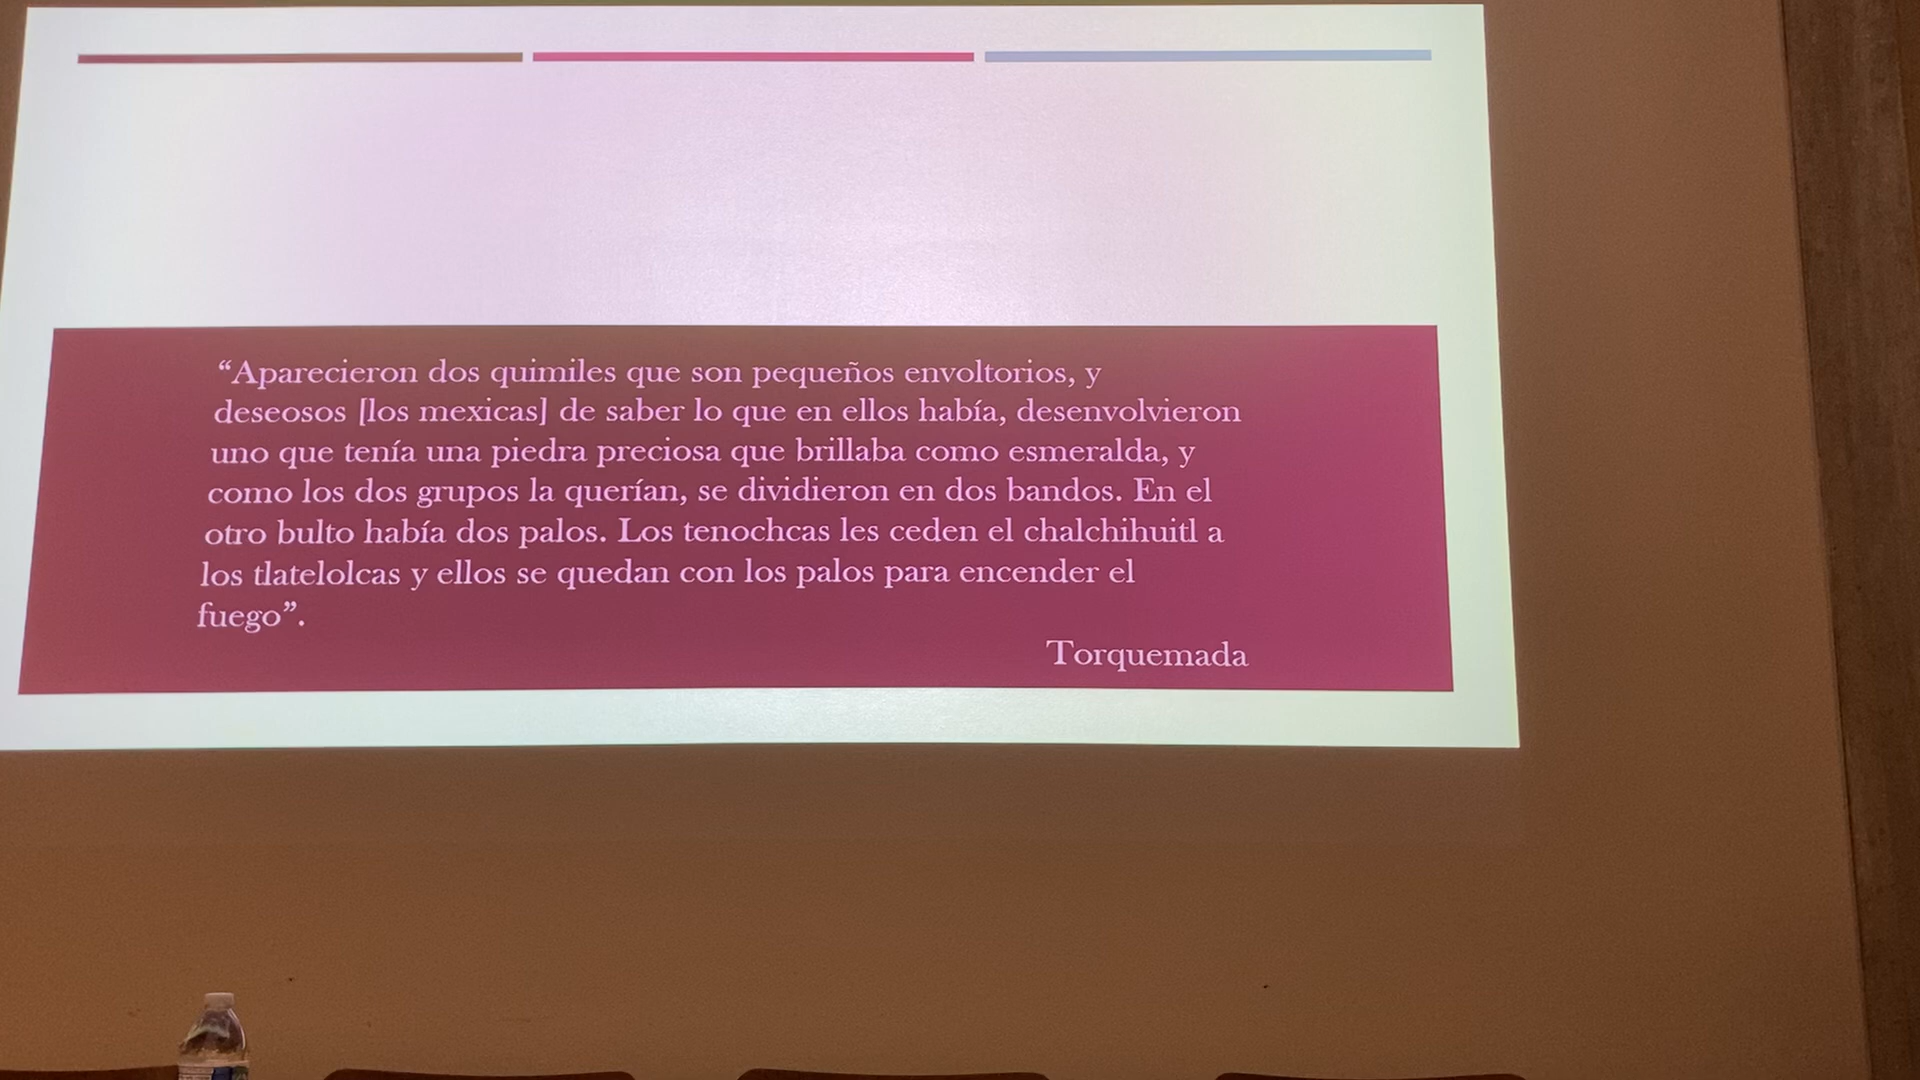 “Aparecieron dos quimiles que son pequeños envoltorios, y
deseosos [los mexicas] de saber lo que en ellos había, desenvolvieron
uno que tenía una piedra preciosa que brillaba como esmeralda, y
como los dos grupos la querían, se dividieron en dos bandos. En el
otro bulto había dos palos. Los tenochcas les ceden el chalchihuitl a
los tlatelolcas y ellos se quedan con los palos para encender el
fuego”.
Torquemada